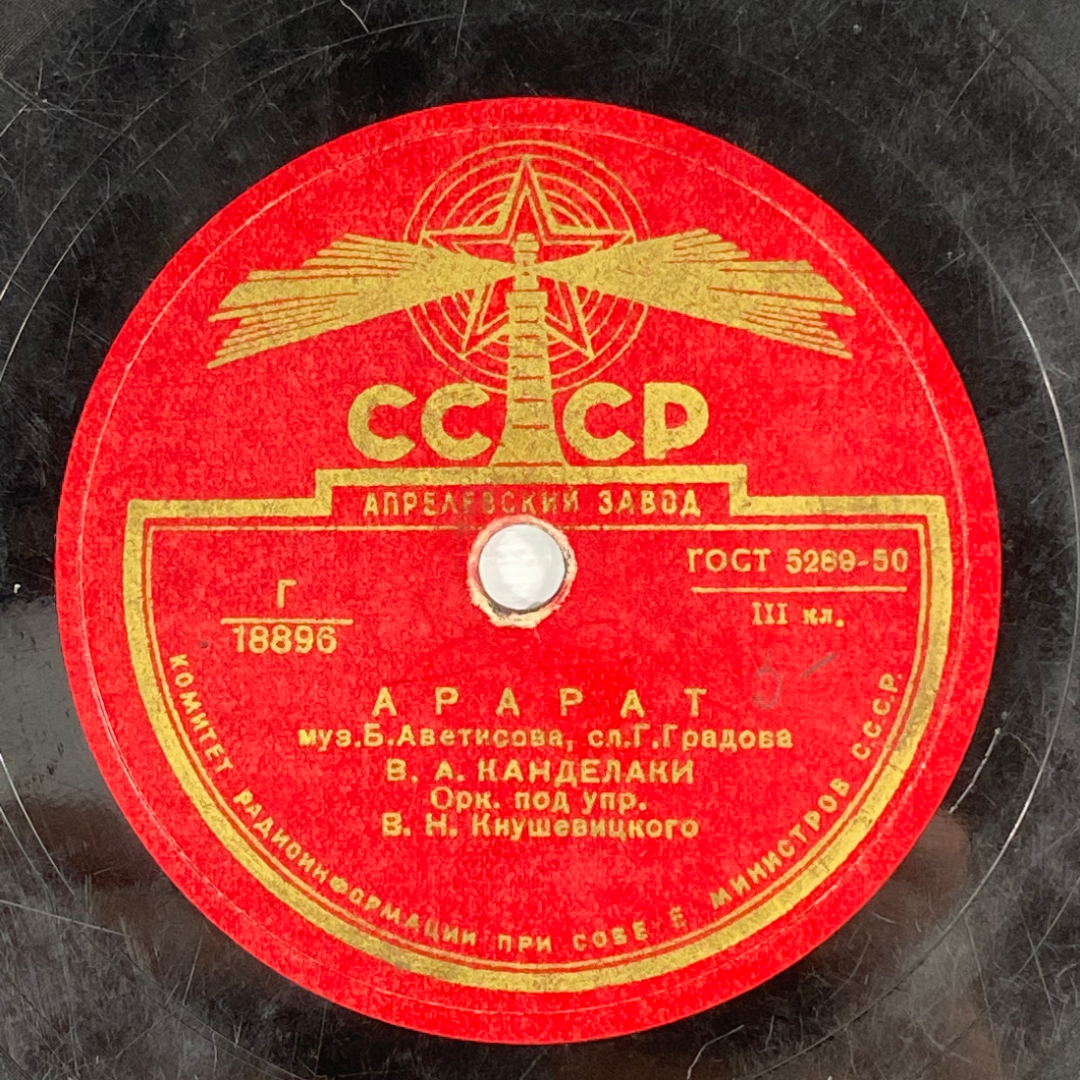 СССР
АПРЕЛЕВСКИЙ ЗАВОД
ГОСТ 5289-50
III кл.
Г
18896
АРАРАТ
муз.Б.Аветисова, сл.Г.Градова
В. А. КАНДЕЛАКИ
Орк. под упр.
В. Н. Кнушевицкого
КОМИТЕТ РАДИОИНФОРМАЦИИ ПРИ СОВЕ Е МИНИСТРОВ С.С.С.Р.